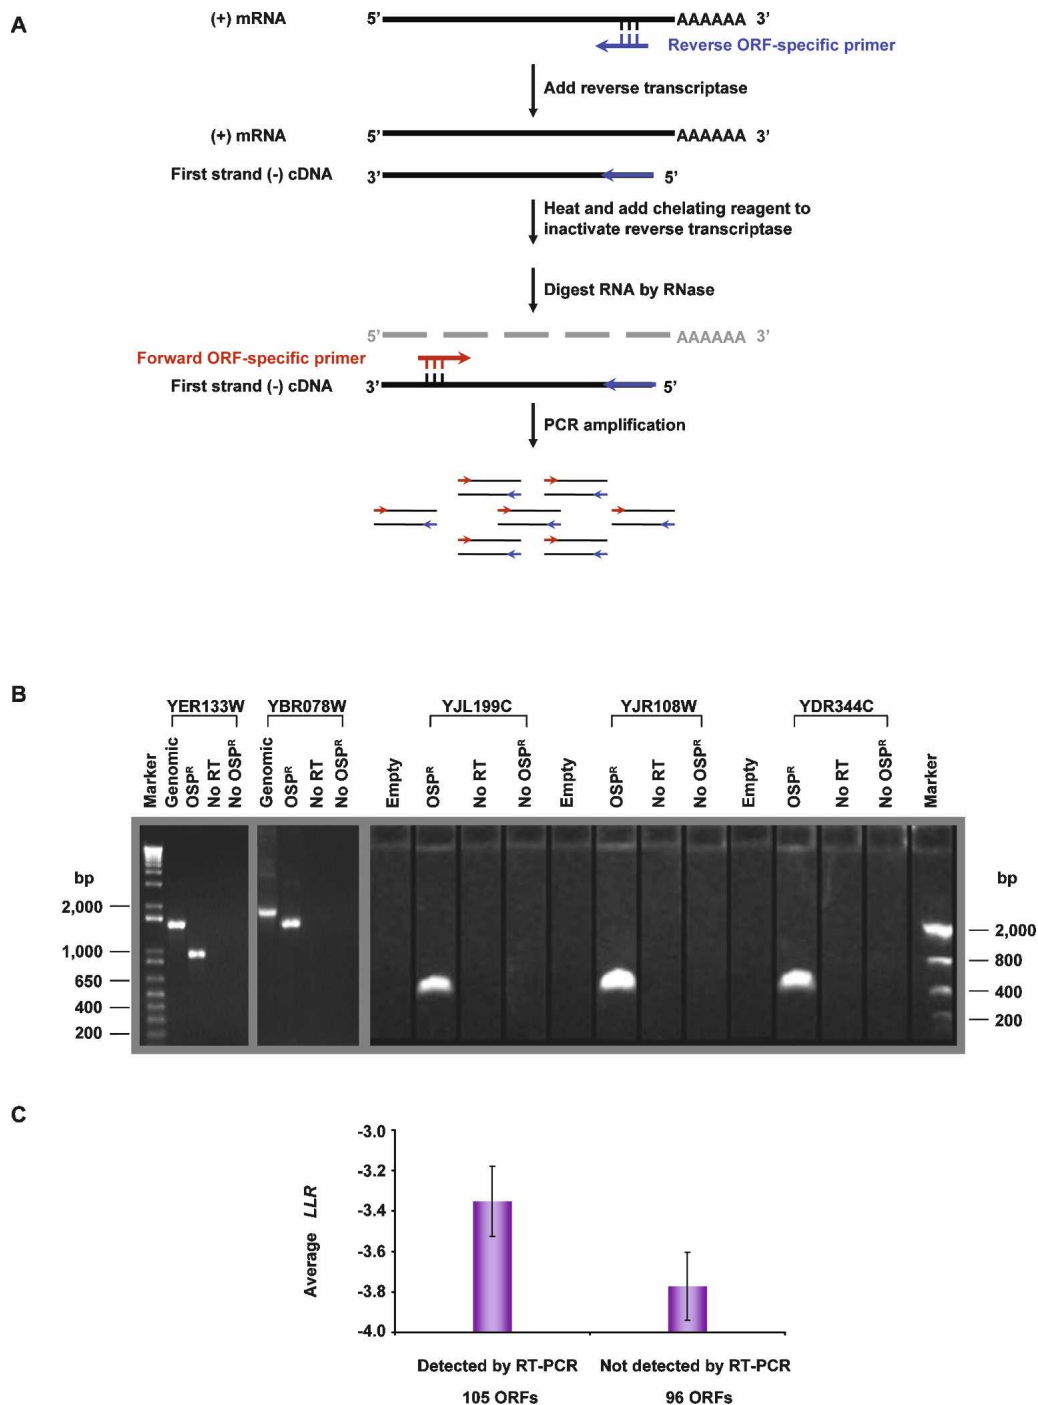 A
(+) mRNA 5' AAAAAA 3'
Reverse ORF-specific primer
Add reverse transcriptase
(+) mRNA 5' AAAAAA 3'
First strand (-) cDNA 3' 5'
Heat and add chelating reagent to
inactivate reverse transcriptase
Digest RNA by RNase
5' AAAAAA 3'
Forward ORF-specific primer
First strand (-) cDNA 3' 5'
PCR amplification
B
YER133W YBR078W YJL199C YJR108W YDR344C
Marker Genomic OSPR No RT No OSPR Genomic OSPR No RT No OSPR Empty OSPR No RT No OSPR Empty OSPR No RT No OSPR Empty OSPR No RT No OSPR Marker
bp
2,000
1,000
650
400
200
bp
2,000
800
400
200
C
Average LLR
-3.0
-3.2
-3.4
-3.6
-3.8
-4.0
Detected by RT-PCR Not detected by RT-PCR
105 ORFs 96 ORFs